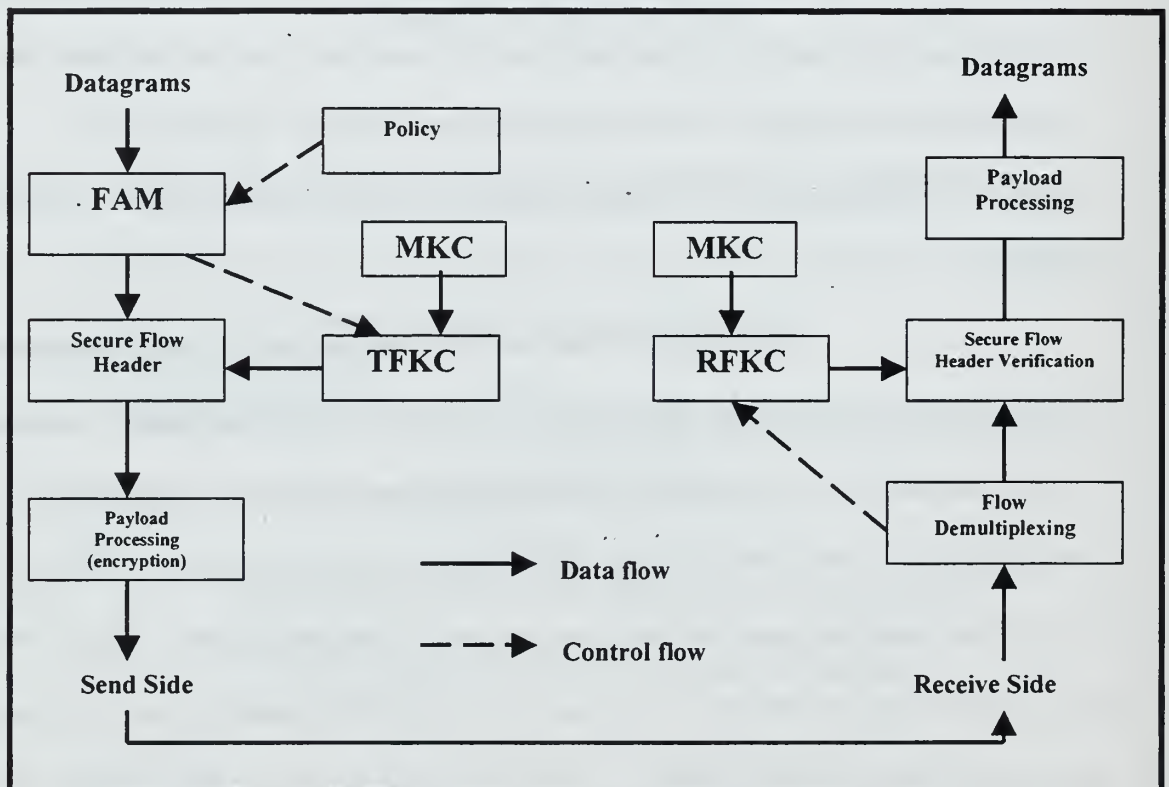 Datagrams
Policy
FAM
MKC
Secure Flow
Header
TFKC
Payload
Processing
(encryption)
Send Side
Data flow
Control flow
Datagrams
Payload
Processing
MKC
RFKC
Secure Flow
Header Verification
Flow
Demultiplexing
Receive Side